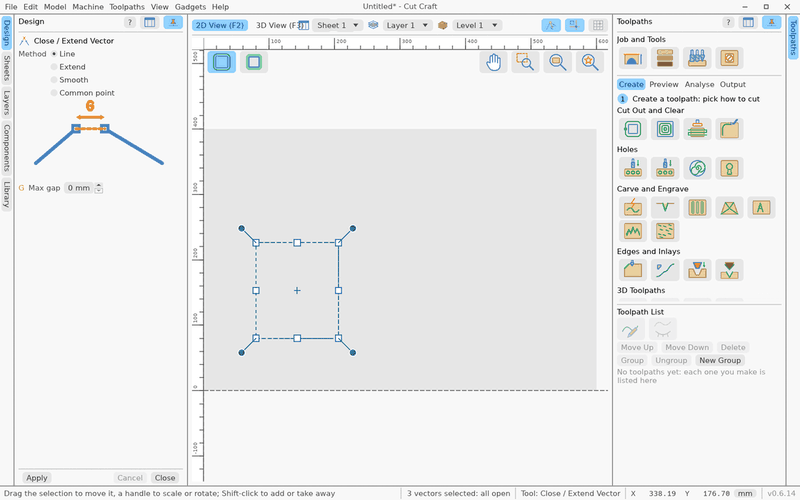 File Edit Model Machine Toolpaths View Gadgets Help
Untitled* - Cut Craft
Design
Sheets
Layers
Components
Library
Design
?
Close / Extend Vector
Method Line
Extend
Smooth
Common point
G
G Max gap 0 mm
Apply Cancel Close
2D View (F2) 3D View (F3) Sheet 1 Layer 1 Level 1
0 100 200 300 400 500 600
500
400
300
200
100
0
-100
Toolpaths
?
Job and Tools
Create Preview Analyse Output
1 Create a toolpath: pick how to cut
Cut Out and Clear
Holes
Carve and Engrave
A
Edges and Inlays
3D Toolpaths
Toolpath List
Move Up Move Down Delete
Group Ungroup New Group
No toolpaths yet: each one you make is
listed here
Toolpaths
Drag the selection to move it, a handle to scale or rotate; Shift-click to add or take away
3 vectors selected: all open
Tool: Close / Extend Vector
X 338.19 Y 176.70 mm v0.6.14